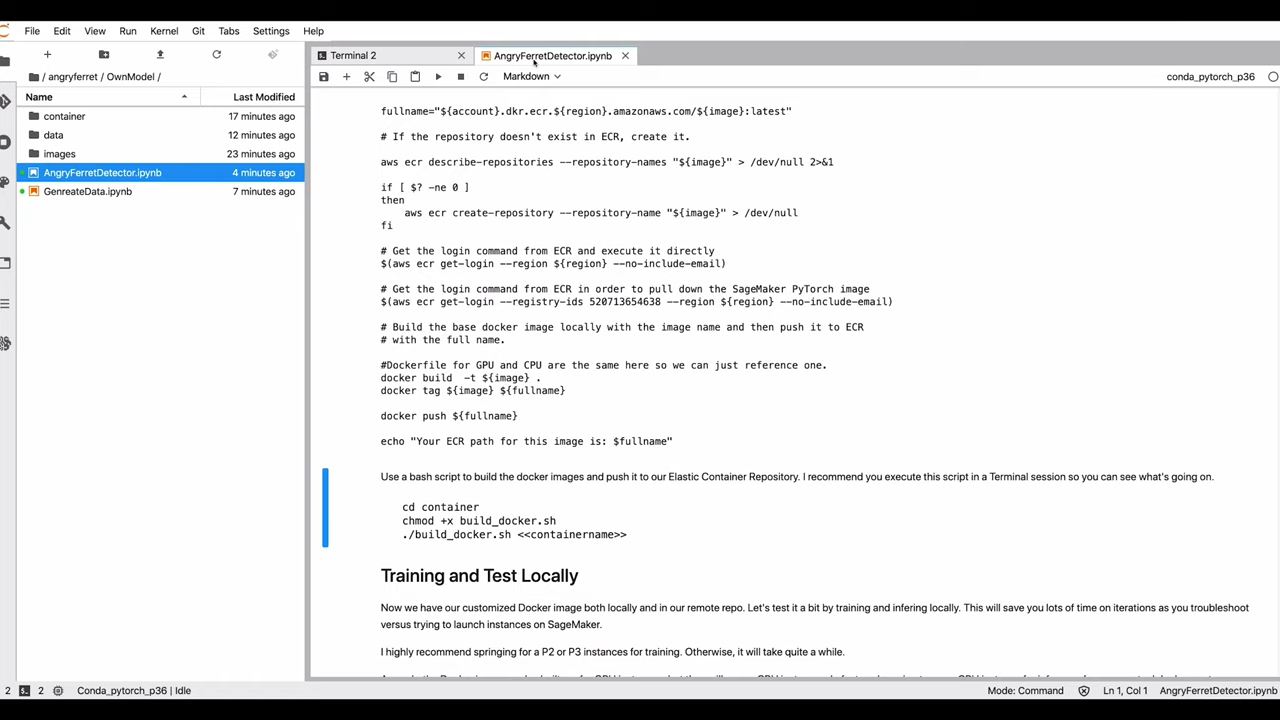 File Edit View Run Kernel Git Tabs Settings Help
Terminal 2
AngryFerretDetector.ipynb
/ angryferret / OwnModel /
Markdown
conda_pytorch_p36
Name Last Modified
container 17 minutes ago
data 12 minutes ago
images 23 minutes ago
AngryFerretDetector.ipynb 4 minutes ago
GenreateData.ipynb 7 minutes ago
fullname="${account}.dkr.ecr.${region}.amazonaws.com/${image}:latest"
# If the repository doesn't exist in ECR, create it.
aws ecr describe-repositories --repository-names "${image}" > /dev/null 2>&1
if [ $? -ne 0 ]
then
aws ecr create-repository --repository-name "${image}" > /dev/null
fi
# Get the login command from ECR and execute it directly
$(aws ecr get-login --region ${region} --no-include-email)
# Get the login command from ECR in order to pull down the SageMaker PyTorch image
$(aws ecr get-login --registry-ids 520713654638 --region ${region} --no-include-email)
# Build the base docker image locally with the image name and then push it to ECR
# with the full name.
#Dockerfile for GPU and CPU are the same here so we can just reference one.
docker build -t ${image} .
docker tag ${image} ${fullname}
docker push ${fullname}
echo "Your ECR path for this image is: $fullname"
Use a bash script to build the docker images and push it to our Elastic Container Repository. I recommend you execute this script in a Terminal session so you can see what's going on.
cd container
chmod +x build_docker.sh
./build_docker.sh <<containername>>
Training and Test Locally
Now we have our customized Docker image both locally and in our remote repo. Let's test it a bit by training and infering locally. This will save you lots of time on iterations as you troubleshoot
versus trying to launch instances on SageMaker.
I highly recommend springing for a P2 or P3 instances for training. Otherwise, it will take quite a while.
2 2 Conda_pytorch_p36 | Idle
Mode: Command Ln 1, Col 1 AngryFerretDetector.ipynb